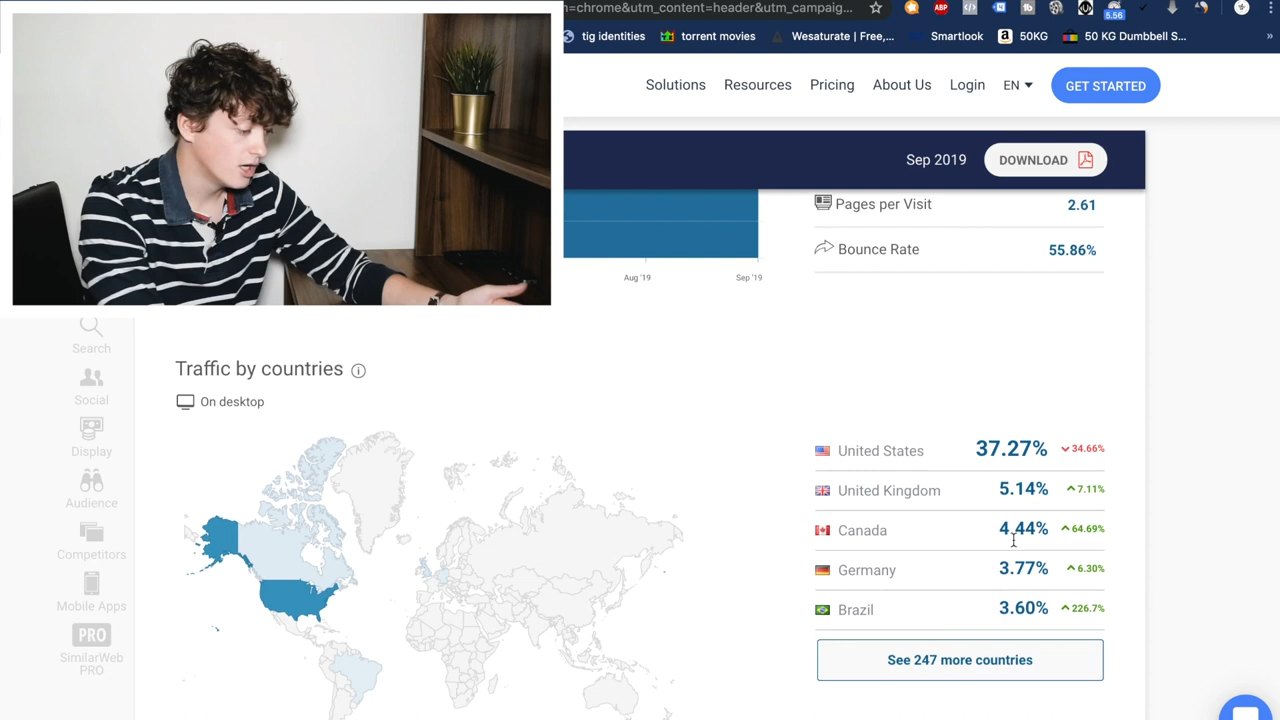 =chrome&utm_content=header&utm_campaig...
ABP
5.56
tig identities
torrent movies
Wesaturate | Free,...
Smartlook
50KG
50 KG Dumbbell S...
»
Solutions
Resources
Pricing
About Us
Login
EN
GET STARTED
Sep 2019
DOWNLOAD
Pages per Visit
2.61
Bounce Rate
55.86%
Aug '19
Sep '19
Search
Social
Display
Audience
Competitors
Mobile Apps
PRO
SimilarWeb
PRO
Traffic by countries
On desktop
United States 37.27% 34.66%
United Kingdom 5.14% 7.11%
Canada 4.44% 64.69%
Germany 3.77% 6.30%
Brazil 3.60% 226.7%
See 247 more countries